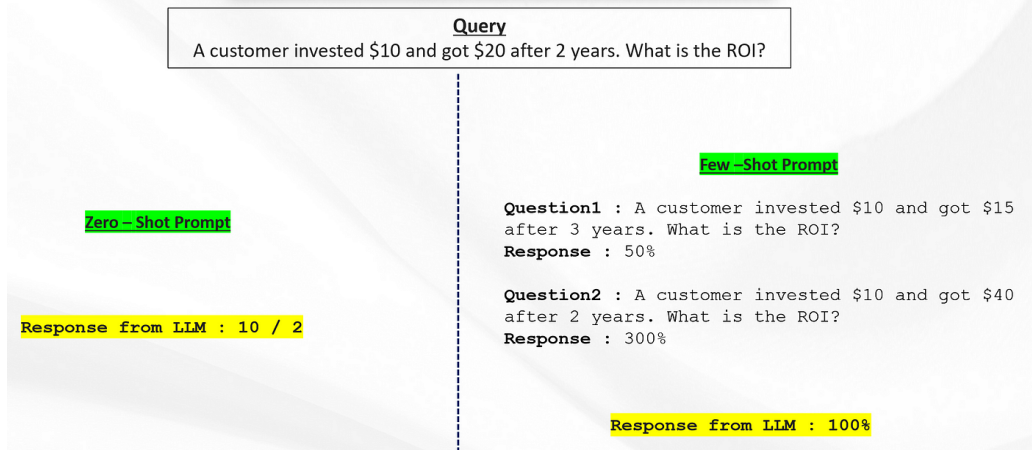 Query
A customer invested $10 and got $20 after 2 years. What is the ROI?
Zero – Shot Prompt
Response from LLM : 10 / 2
Few –Shot Prompt
Question1 : A customer invested $10 and got $15
after 3 years. What is the ROI?
Response : 50%
Question2 : A customer invested $10 and got $40
after 2 years. What is the ROI?
Response : 300%
Response from LLM : 100%